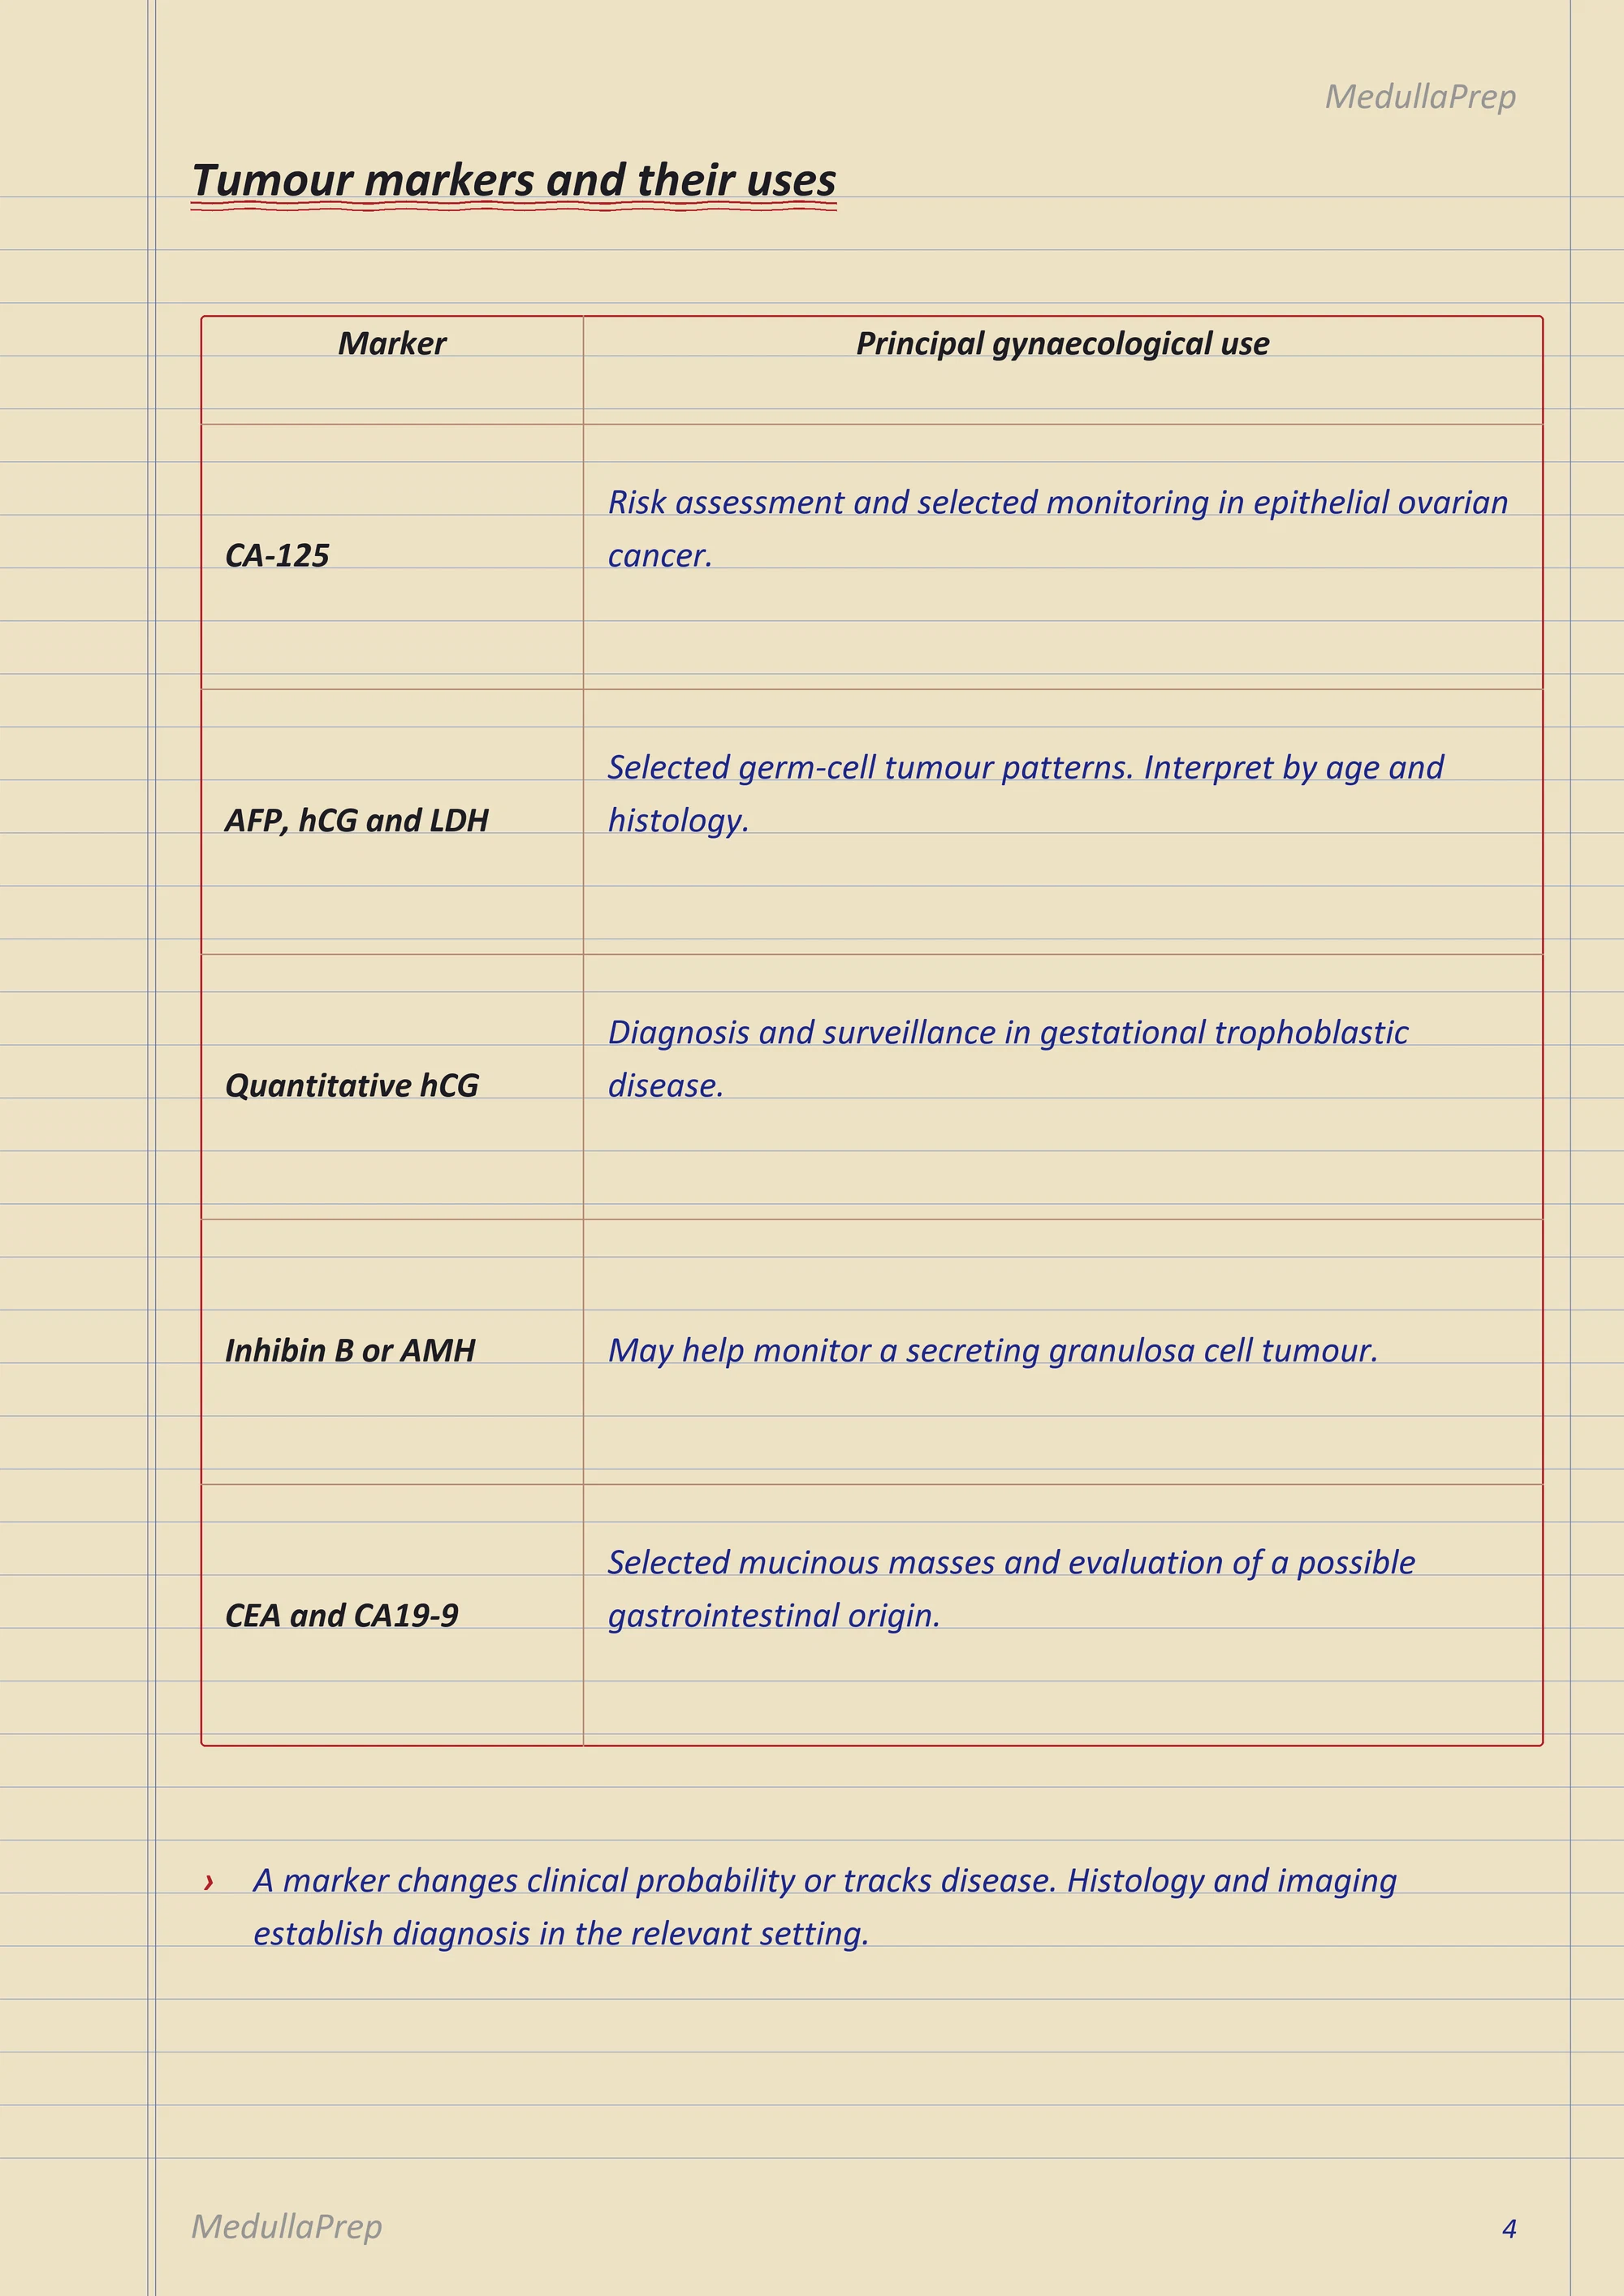 MedullaPrep
Tumour markers and their uses
Marker
Principal gynaecological use
CA-125
Risk assessment and selected monitoring in epithelial ovarian
cancer.
AFP, hCG and LDH
Selected germ-cell tumour patterns. Interpret by age and
histology.
Quantitative hCG
Diagnosis and surveillance in gestational trophoblastic
disease.
Inhibin B or AMH
May help monitor a secreting granulosa cell tumour.
CEA and CA19-9
Selected mucinous masses and evaluation of a possible
gastrointestinal origin.
› A marker changes clinical probability or tracks disease. Histology and imaging
establish diagnosis in the relevant setting.
MedullaPrep
4